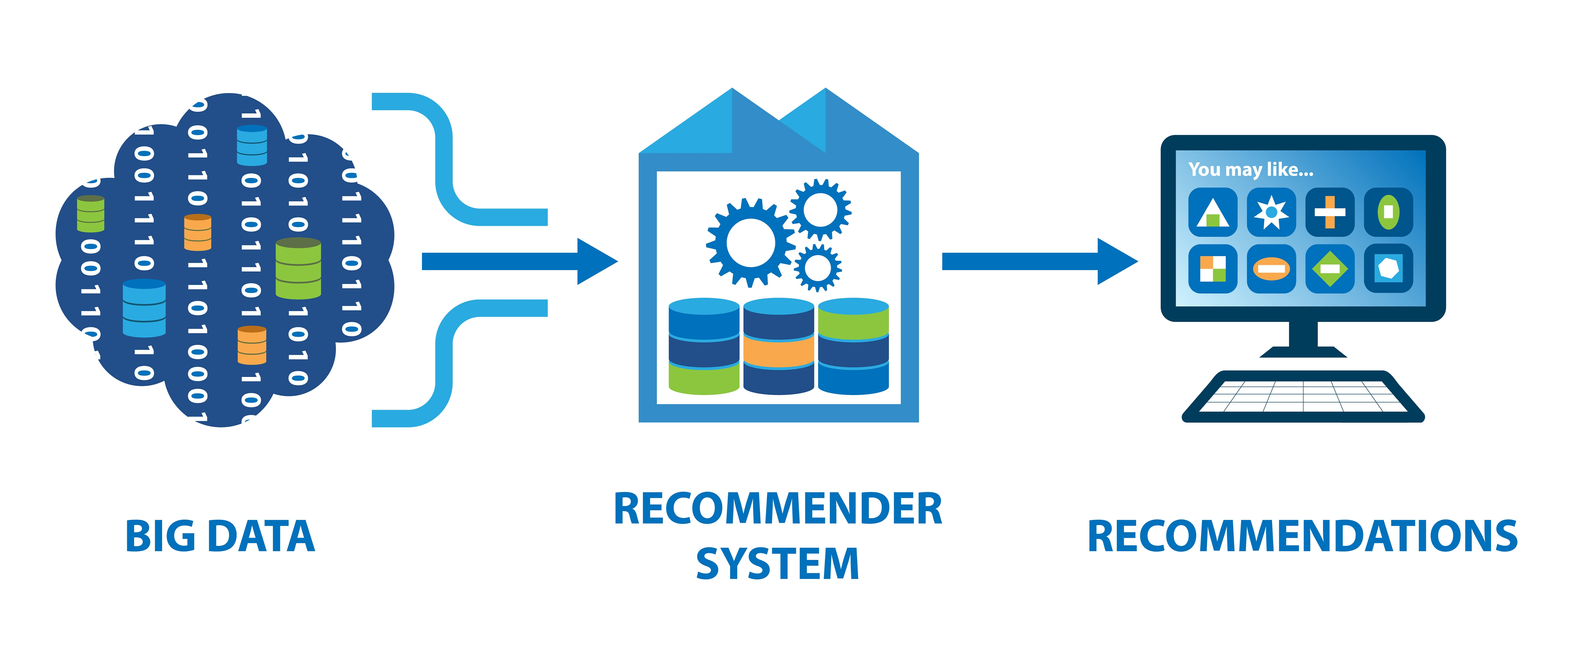 You may like...
BIG DATA
RECOMMENDER
SYSTEM
RECOMMENDATIONS